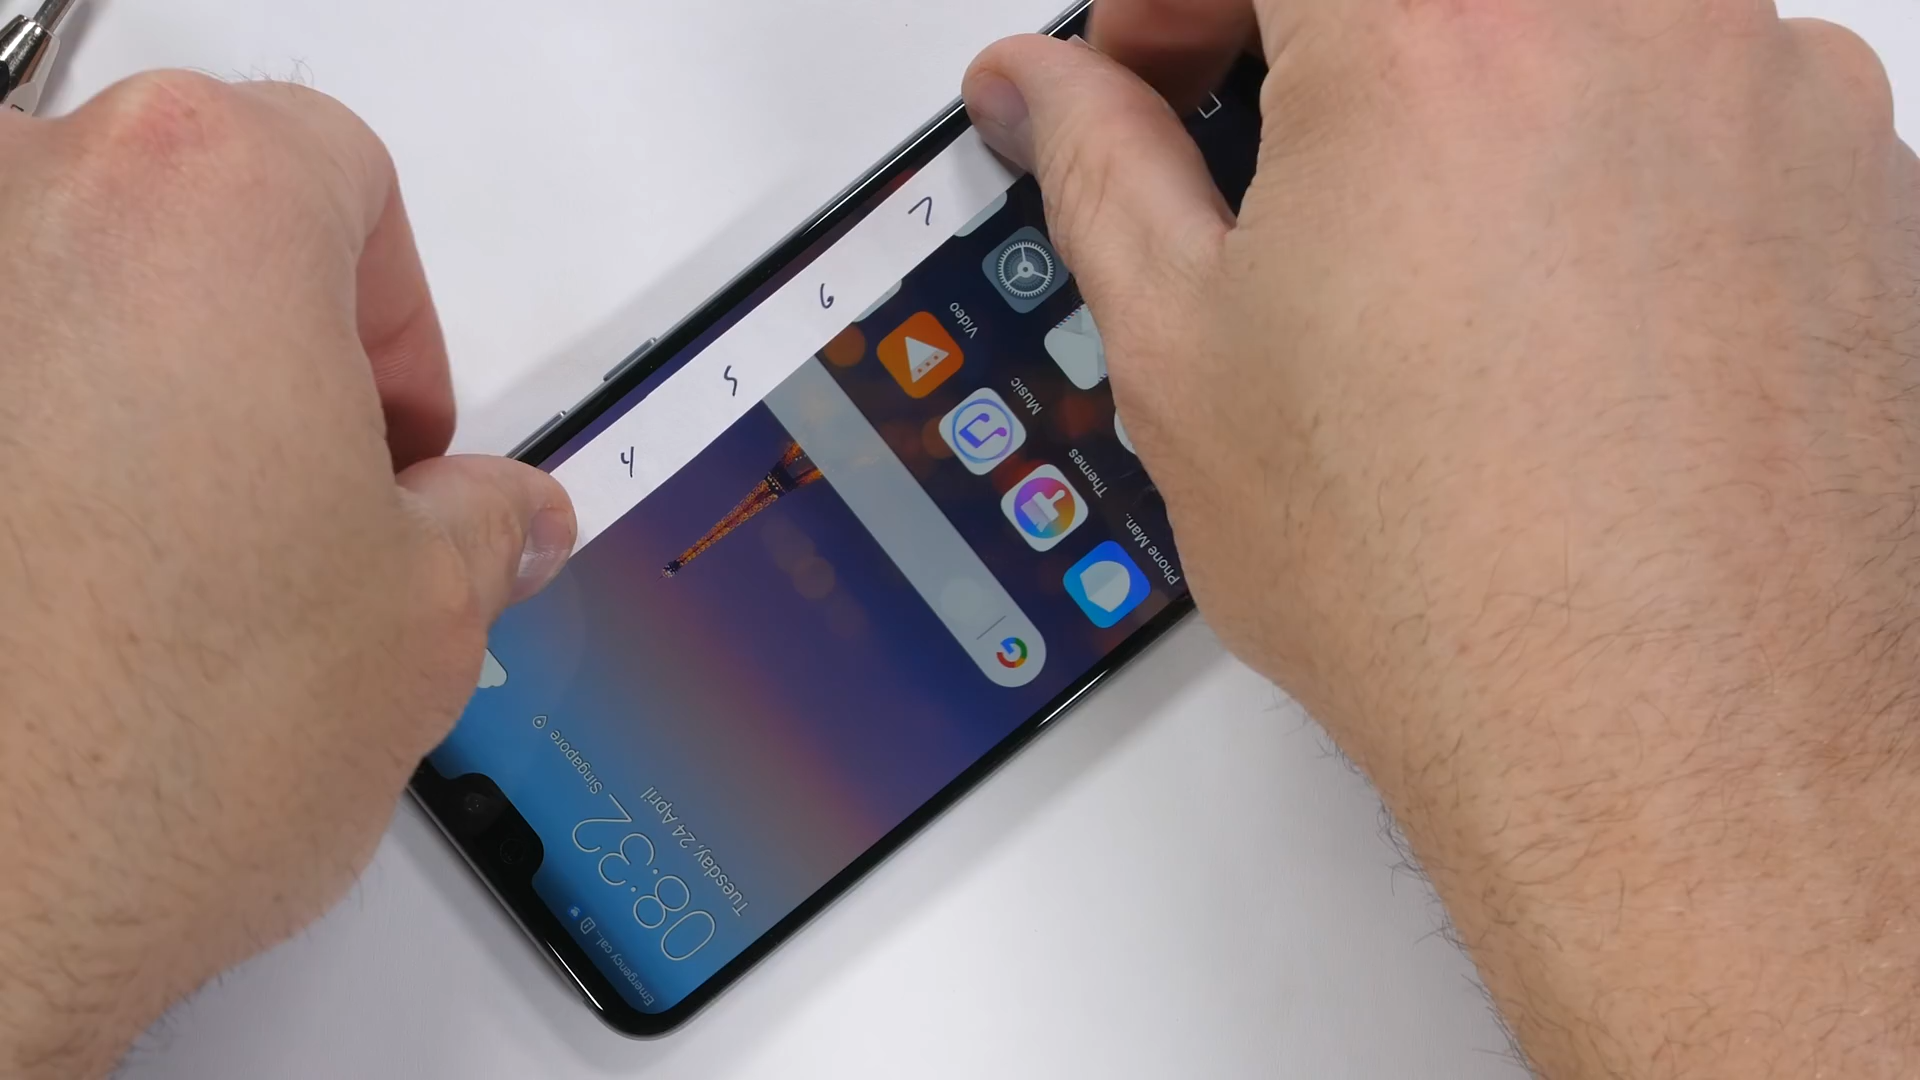 4 5 6 7
Emergency cal...
08:32
Tuesday, 24 April
Singapore
G
Video
Music
Themes
Phone Man..